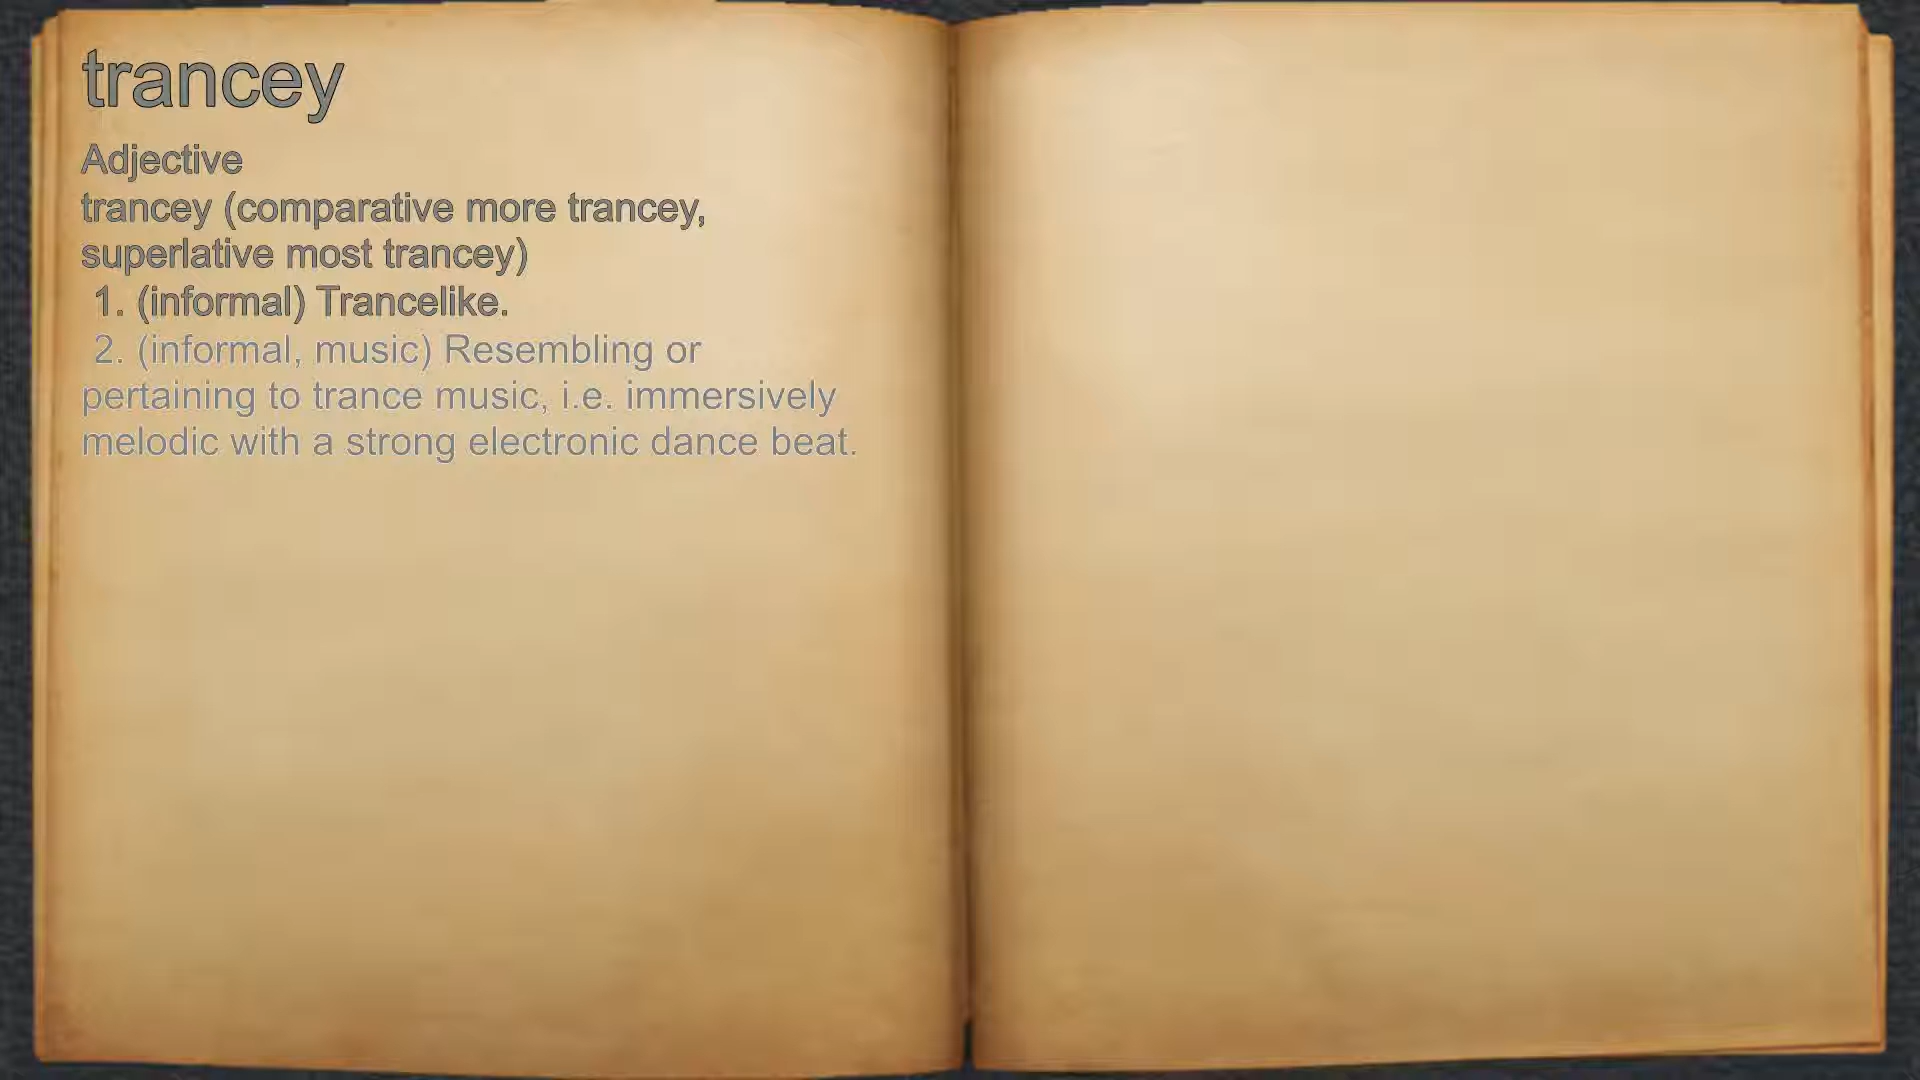 trancey
Adjective
trancey (comparative more trancey,
superlative most trancey)
1. (informal) Trancelike.
2. (informal, music) Resembling or
pertaining to trance music, i.e. immersively
melodic with a strong electronic dance beat.